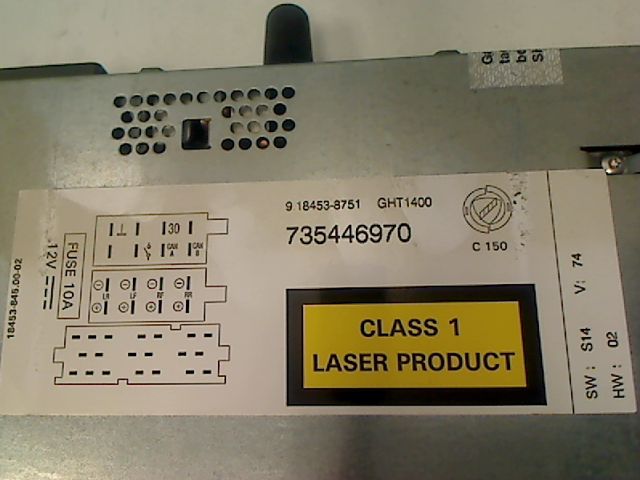 9 18453-8751 GHT1400
735446970
C 150
CLASS 1
LASER PRODUCT
SW: S14 V: 74
HW: 02
18453-845.00-02
12V
FUSE 10A
30
CAN A
CAN B
LR LF RF RR